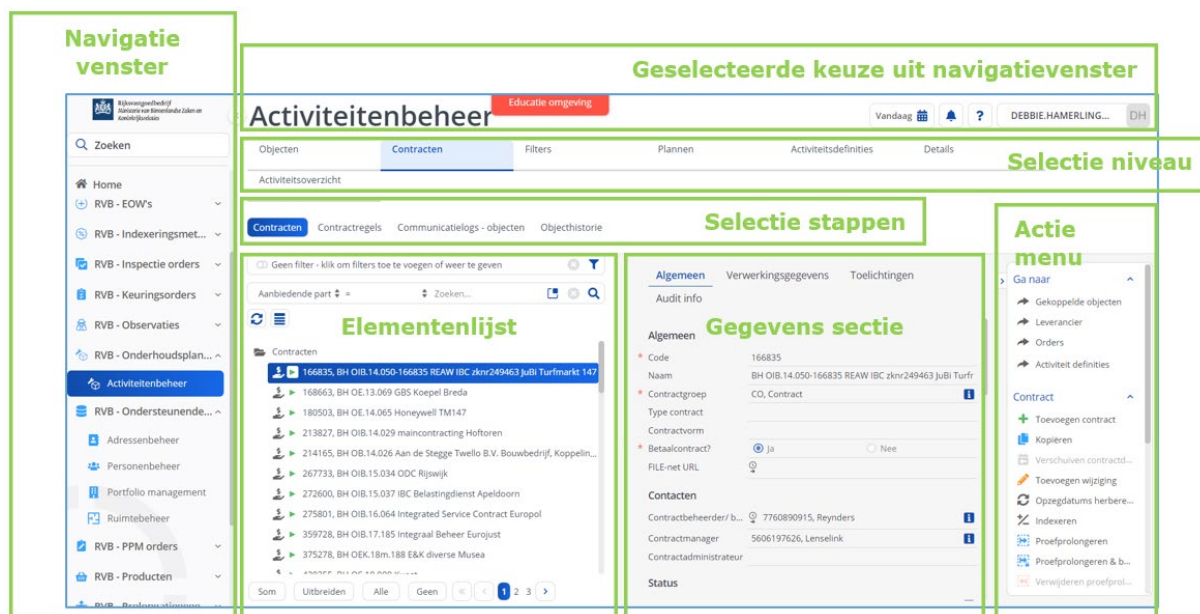 Navigatie
venster
Geselecteerde keuze uit navigatievenster
Rijksvastgoedbedrijf
Ministerie van Binnenlandse Zaken en
Koninkrijksrelaties
Activiteitenbeheer
Educatie omgeving
Vandaag
?
DEBBIE.HAMERLING...
DH
Zoeken
Objecten
Contracten
Filters
Plannen
Activiteitsdefinities
Details
Selectie niveau
Activiteitsoverzicht
Home
RVB - EOW's
RVB - Indexeringsmet...
RVB - Inspectie orders
RVB - Keuringsorders
RVB - Observaties
RVB - Onderhoudsplan...
Activiteitenbeheer
RVB - Ondersteunende...
Adressenbeheer
Personenbeheer
Portfolio management
Ruimtebeheer
RVB - PPM orders
RVB - Producten
RVB - Prolongatiegege...
Contracten
Contractregels
Communicatielogs - objecten
Objecthistorie
Selectie stappen
Geen filter - klik om filters toe te voegen of weer te geven
Aanbiedende part
=
Zoeken...
Elementenlijst
Contracten
166835, BH OIB.14.050-166835 REAW IBC zknr249463 JuBi Turfmarkt 147
168663, BH OE.13.069 GBS Koepel Breda
180503, BH OE.14.065 Honeywell TM147
213827, BH OIB.14.029 maincontracting Hoftoren
214165, BH OB.14.026 Aan de Stegge Twello B.V. Bouwbedrijf, Koppelin...
267733, BH OIB.15.034 ODC Rijswijk
272600, BH OIB.15.037 IBC Belastingdienst Apeldoorn
275801, BH OIB.16.064 Integrated Service Contract Europol
359728, BH OIB.17.185 Integraal Beheer Eurojust
375278, BH OEK.18m.188 E&K diverse Musea
Som
Uitbreiden
Alle
Geen
«
<
1
2
3
>
Algemeen
Verwerkingsgegevens
Toelichtingen
Audit info
Gegevens sectie
Algemeen
* Code
166835
Naam
BH OIB.14.050-166835 REAW IBC zknr249463 JuBi Turfr
* Contractgroep
CO, Contract
Type contract
Contractvorm
* Betaalcontract?
Ja
Nee
FILE-net URL
Contacten
Contractbeheerder/ b...
7760890915, Reynders
Contractmanager
5606197626, Lenselink
Contractadministrateur
Status
Actie
menu
Ga naar
Gekoppelde objecten
Leverancier
Orders
Activiteit definities
Contract
Toevoegen contract
Kopiëren
Verschuiven contractd...
Toevoegen wijziging
Opzegdatums herbere...
Indexeren
Proefprolongeren
Proefprolongeren & b...
Verwijderen proefprol...